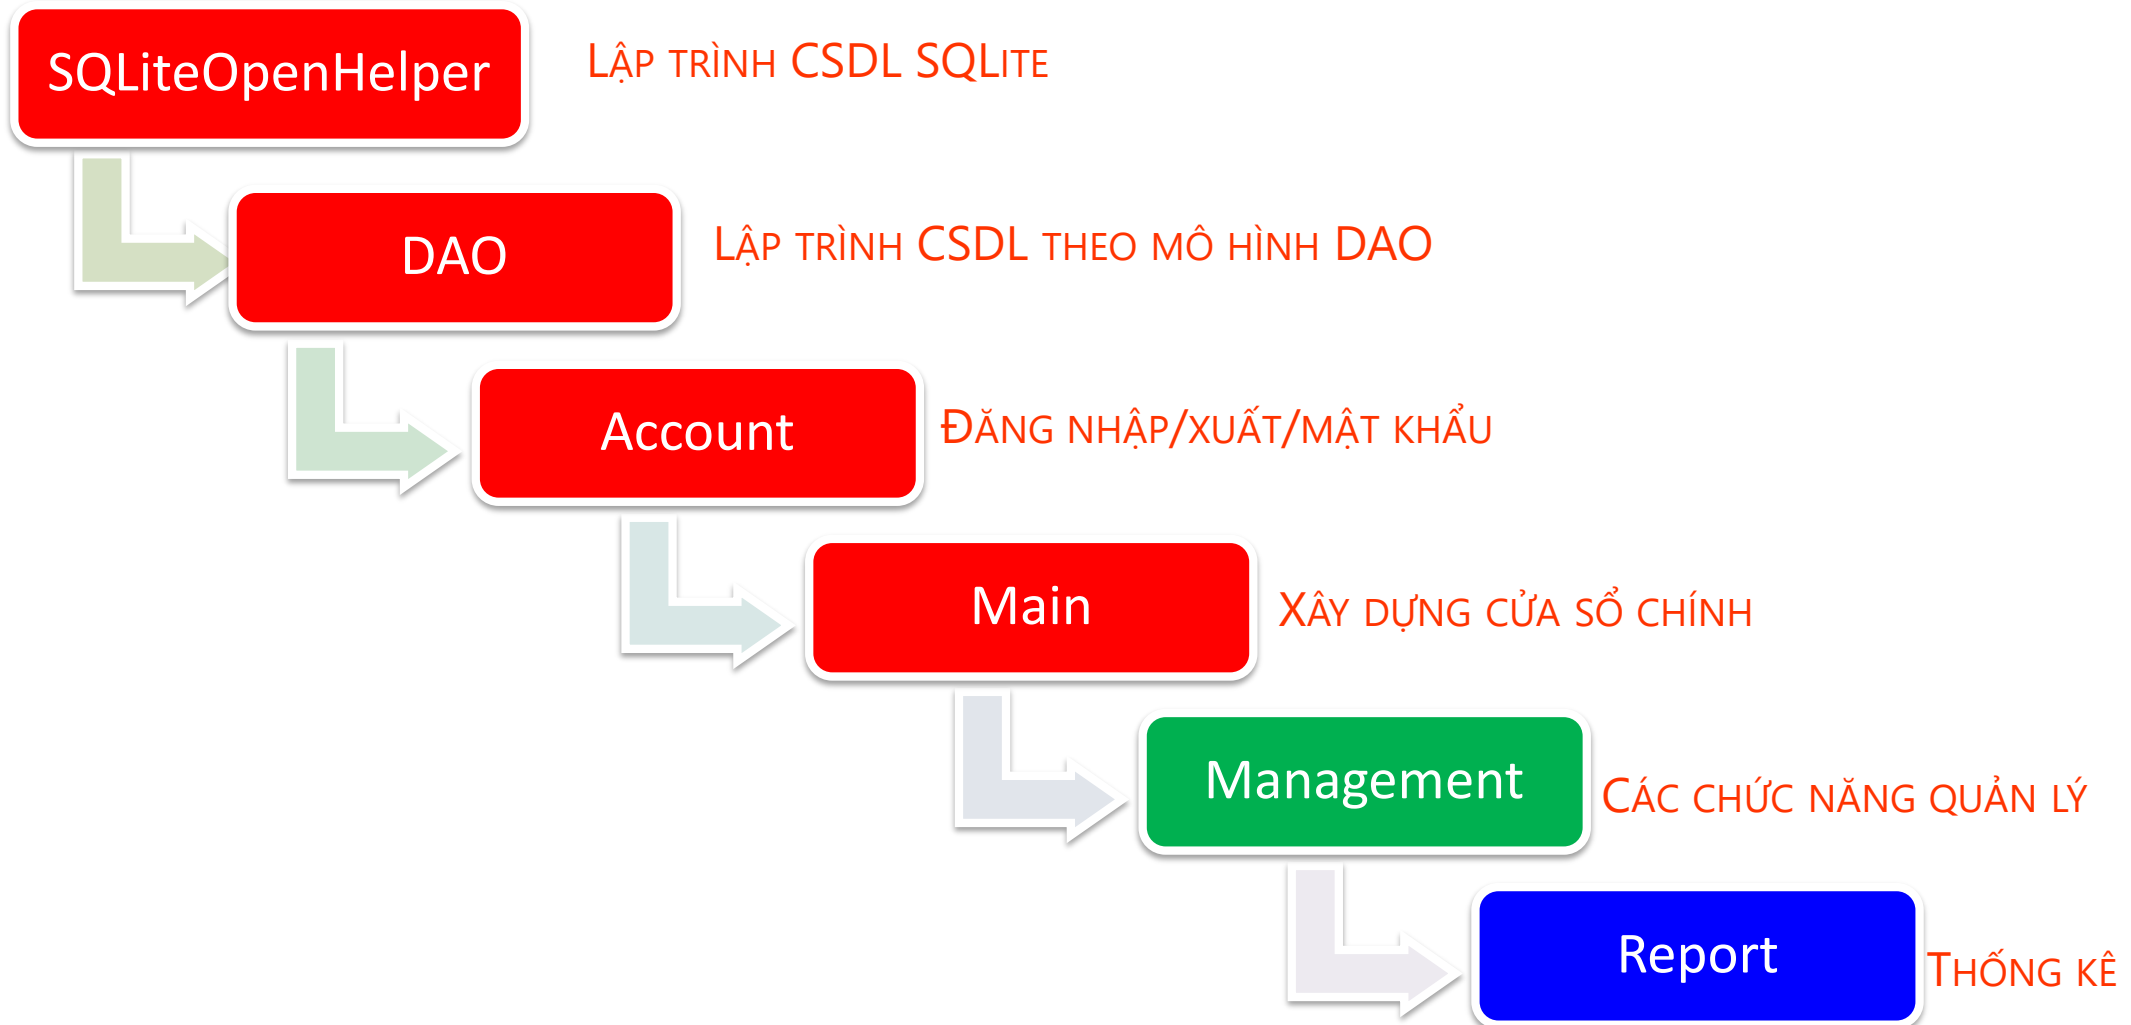 SQLiteOpenHelper
Lập trình CSDL SQLite
DAO
Lập trình CSDL theo mô hình DAO
Account
Đăng nhập/xuất/mật khẩu
Main
Xây dựng cửa sổ chính
Management
Các chức năng quản lý
Report
Thống kê